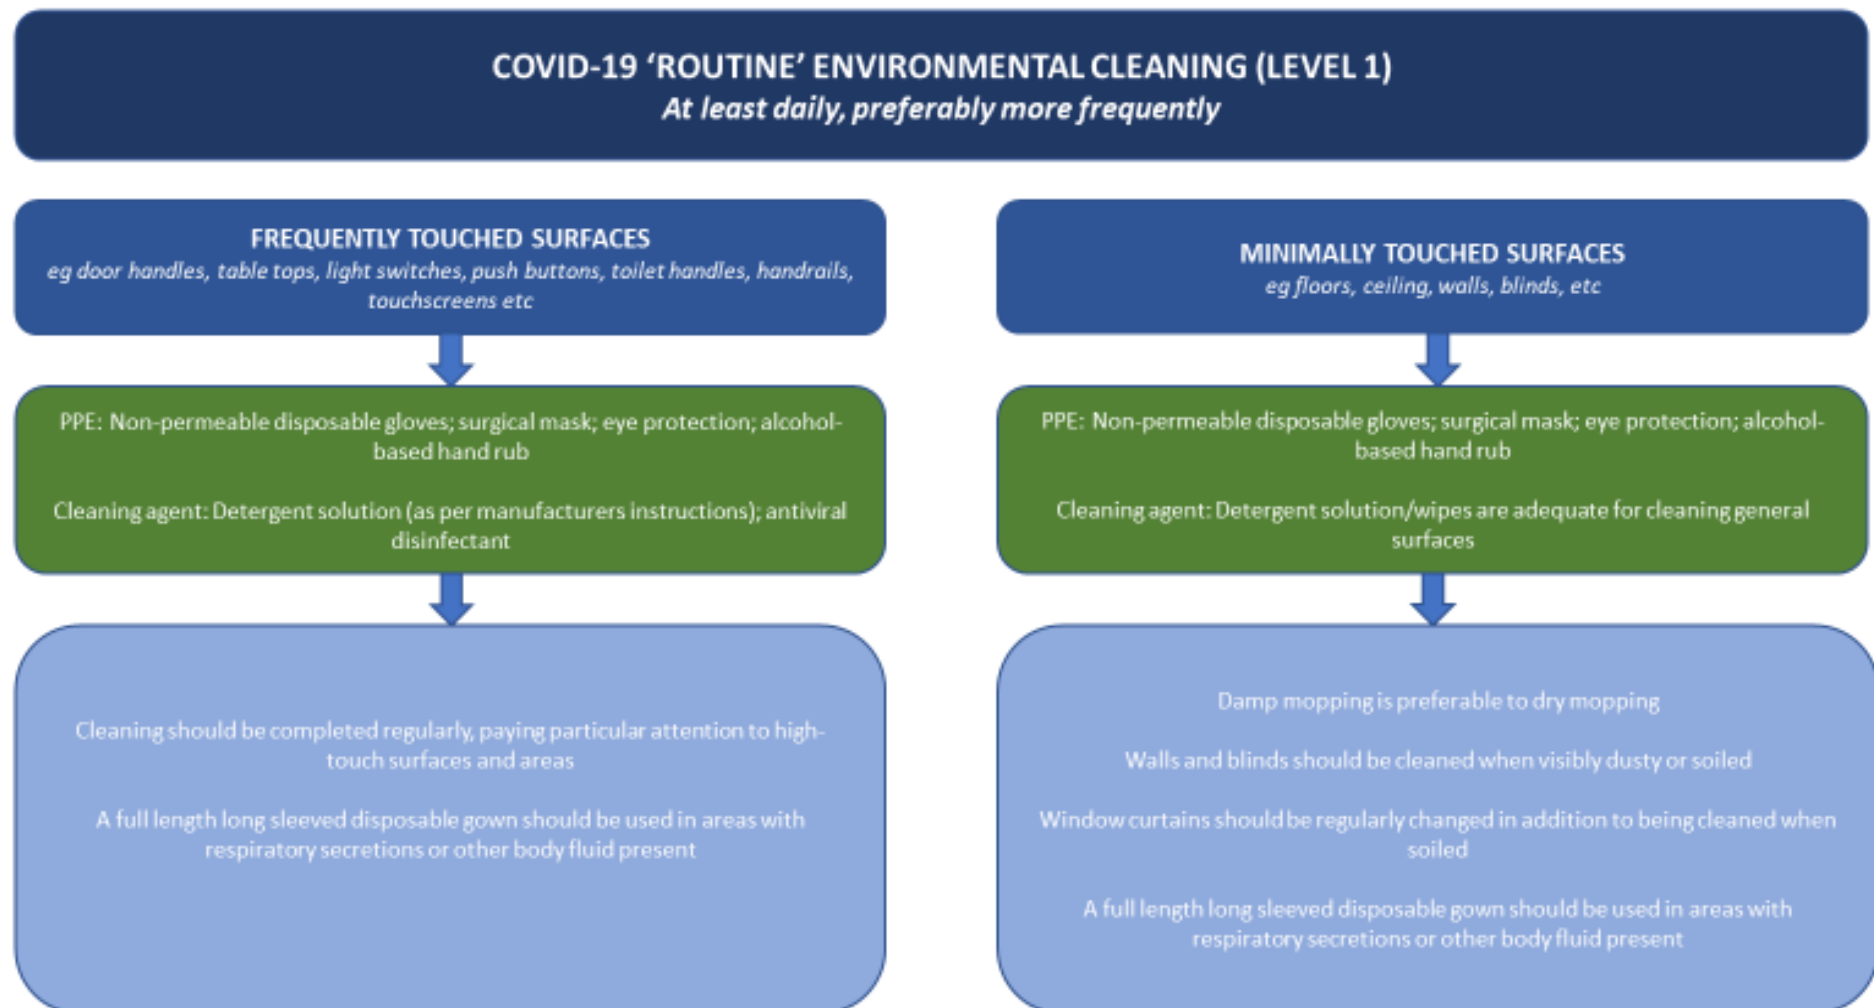 COVID-19 ‘ROUTINE’ ENVIRONMENTAL CLEANING (LEVEL 1)
At least daily, preferably more frequently
FREQUENTLY TOUCHED SURFACES
eg door handles, table tops, light switches, push buttons, toilet handles, handrails,
touchscreens etc
PPE: Non-permeable disposable gloves; surgical mask; eye protection; alcohol-
based hand rub
Cleaning agent: Detergent solution (as per manufacturers instructions); antiviral
disinfectant
Cleaning should be completed regularly, paying particular attention to high-
touch surfaces and areas
A full length long sleeved disposable gown should be used in areas with
respiratory secretions or other body fluid present
MINIMALLY TOUCHED SURFACES
eg floors, ceiling, walls, blinds, etc
PPE: Non-permeable disposable gloves; surgical mask; eye protection; alcohol-
based hand rub
Cleaning agent: Detergent solution/wipes are adequate for cleaning general
surfaces
Damp mopping is preferable to dry mopping
Walls and blinds should be cleaned when visibly dusty or soiled
Window curtains should be regularly changed in addition to being cleaned when
soiled
A full length long sleeved disposable gown should be used in areas with
respiratory secretions or other body fluid present